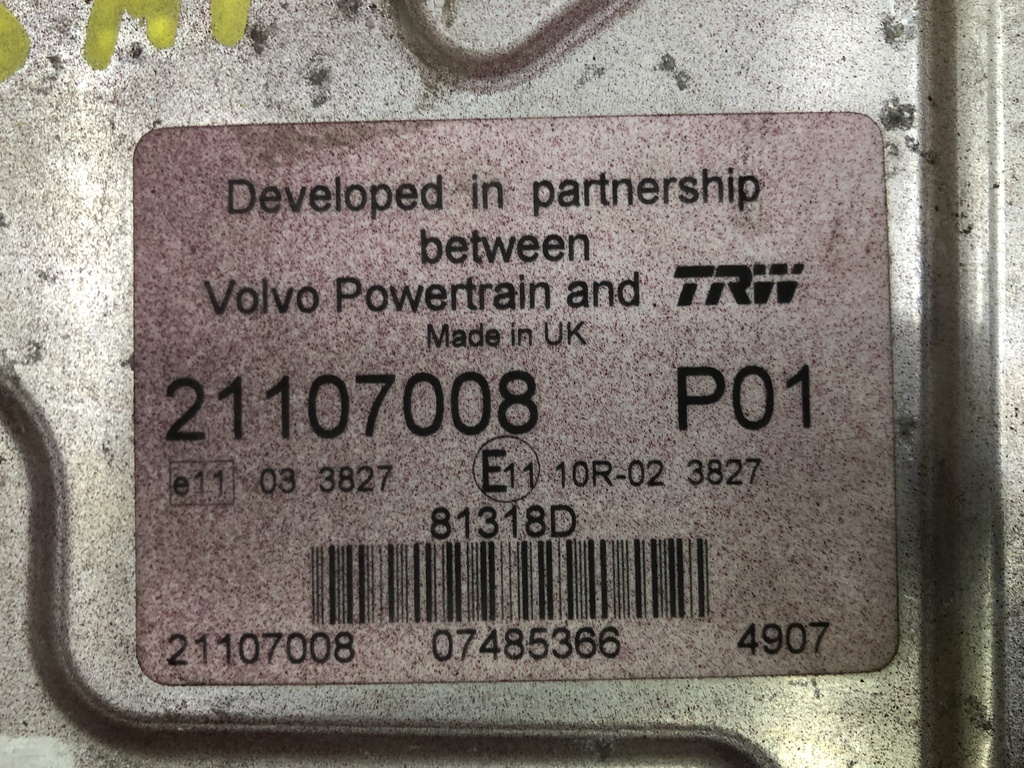 Developed in partnership
between
Volvo Powertrain and TRW
Made in UK
21107008 P01
e11 03 3827 E11 10R-02 3827
81318D
21107008 07485366 4907